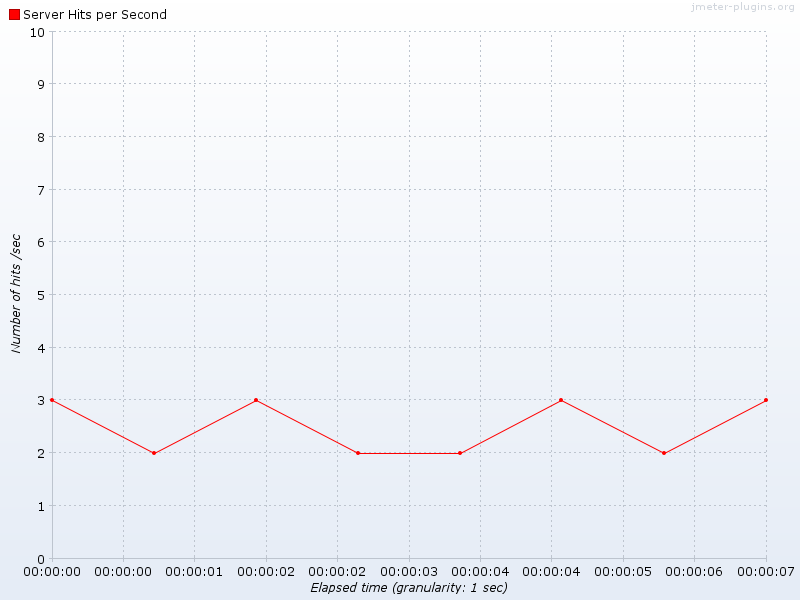 jmeter-plugins.org
Server Hits per Second
10
9
8
7
6
5
4
3
2
1
0
Number of hits /sec
00:00:00 00:00:00 00:00:01 00:00:02 00:00:02 00:00:03 00:00:04 00:00:04 00:00:05 00:00:06 00:00:07
Elapsed time (granularity: 1 sec)